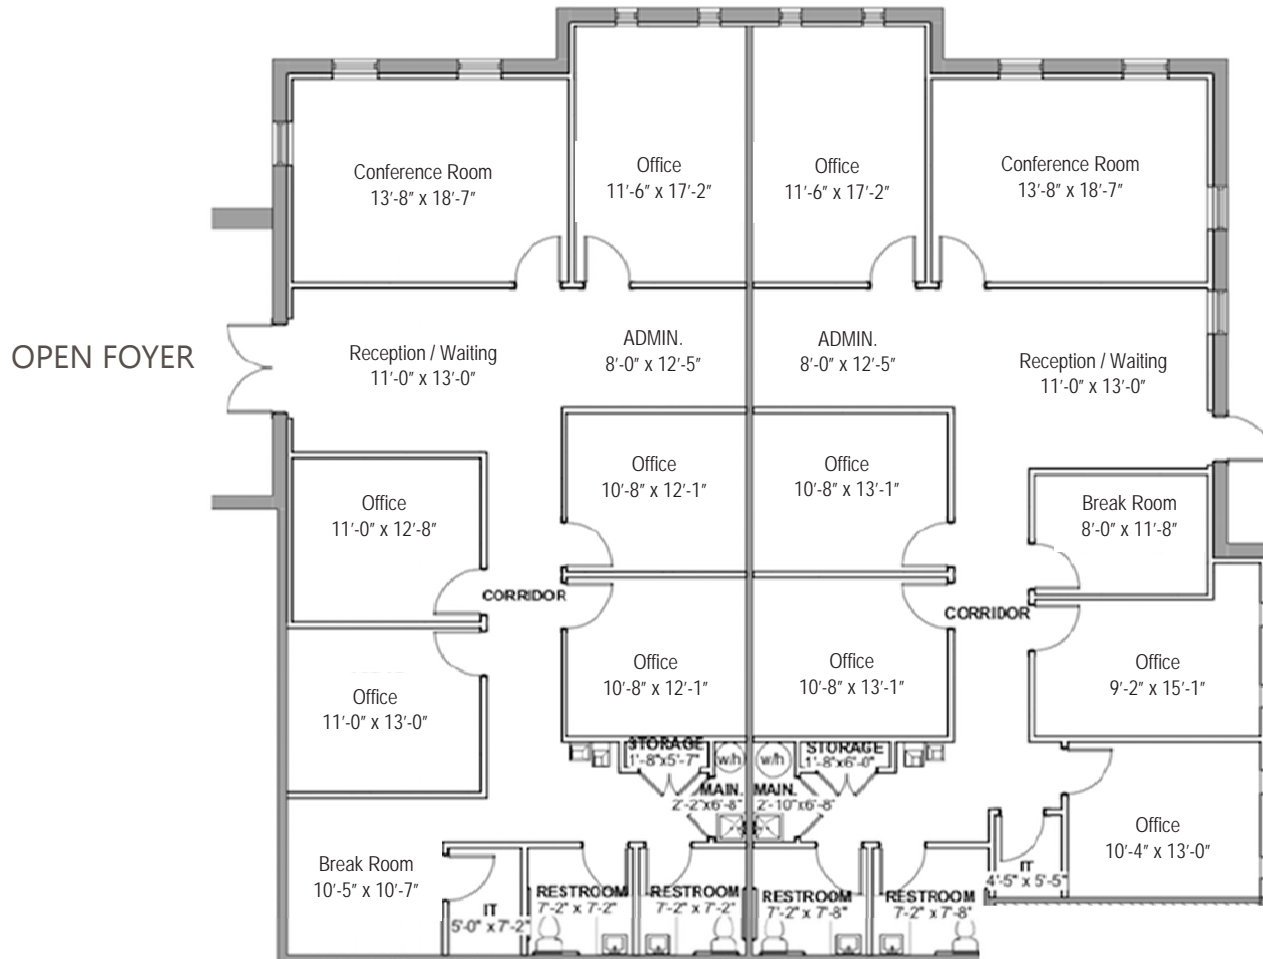 Conference Room
13'-8" x 18'-7"
Office
11'-6" x 17'-2"
Office
11'-6" x 17'-2"
Conference Room
13'-8" x 18'-7"
OPEN FOYER
Reception / Waiting
11'-0" x 13'-0"
ADMIN.
8'-0" x 12'-5"
ADMIN.
8'-0" x 12'-5"
Reception / Waiting
11'-0" x 13'-0"
Office
11'-0" x 12'-8"
Office
10'-8" x 12'-1"
Office
10'-8" x 13'-1"
Break Room
8'-0" x 11'-8"
CORRIDOR
CORRIDOR
Office
11'-0" x 13'-0"
Office
10'-8" x 12'-1"
Office
10'-8" x 13'-1"
Office
9'-2" x 15'-1"
STORAGE
1'-8"x5'-7"
w/h
w/h
STORAGE
1'-8"x6'-0"
MAIN.
2'-2"x6'-8"
MAIN.
2'-10"x6'-8"
Office
10'-4" x 13'-0"
Break Room
10'-5" x 10'-7"
IT
5'-0" x 7'-2"
RESTROOM
7'-2" x 7'-2"
RESTROOM
7'-2" x 7'-2"
RESTROOM
7'-2" x 7'-8"
RESTROOM
7'-2" x 7'-8"
IT
4'-5" x 5'-5"